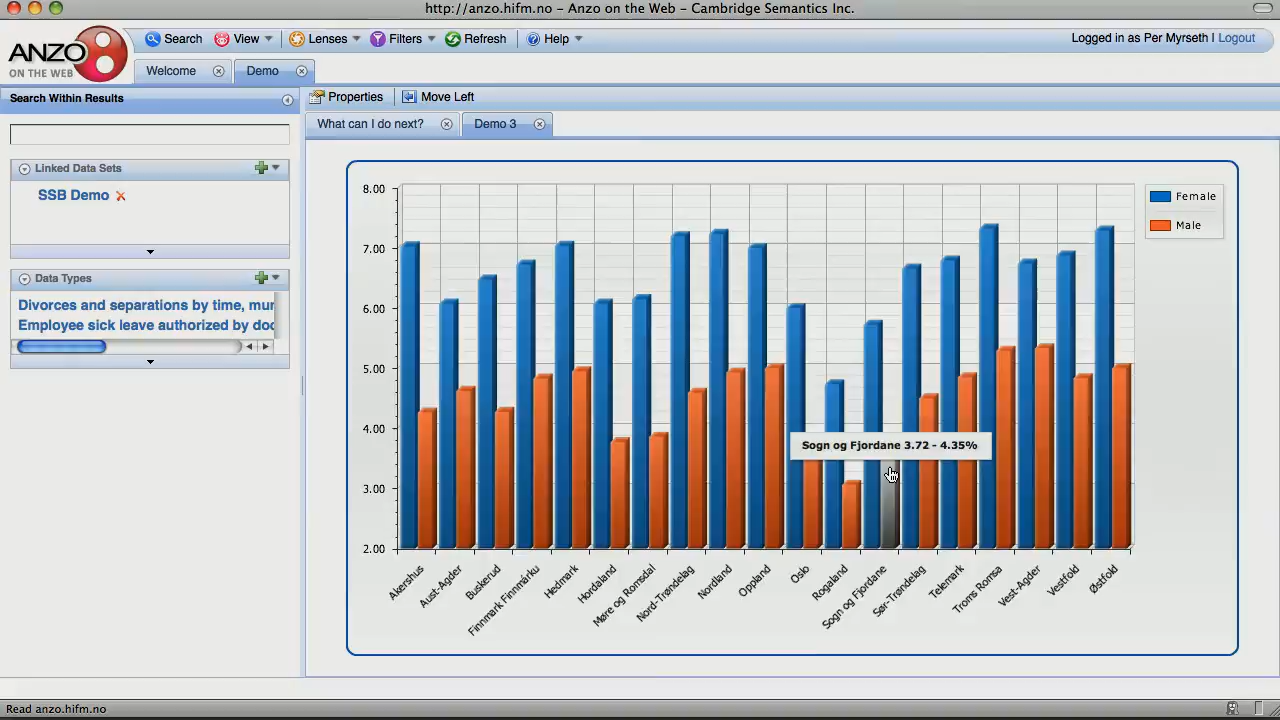 http://anzo.hifm.no - Anzo on the Web - Cambridge Semantics Inc.
ANZO
ON THE WEB
Search View Lenses Filters Refresh Help
Logged in as Per Myrseth | Logout
Welcome Demo
Search Within Results
Linked Data Sets
SSB Demo
Data Types
Divorces and separations by time, mur
Employee sick leave authorized by doc
Properties Move Left
What can I do next? Demo 3
8.00
7.00
6.00
5.00
4.00
3.00
2.00
Sogn og Fjordane 3.72 - 4.35%
Female
Male
Akershus
Aust-Agder
Buskerud
Finnmark Finnmárku
Hedmark
Hordaland
Møre og Romsdal
Nord-Trøndelag
Nordland
Oppland
Oslo
Rogaland
Sogn og Fjordane
Sør-Trøndelag
Telemark
Troms Romsa
Vest-Agder
Vestfold
Østfold
Read anzo.hifm.no